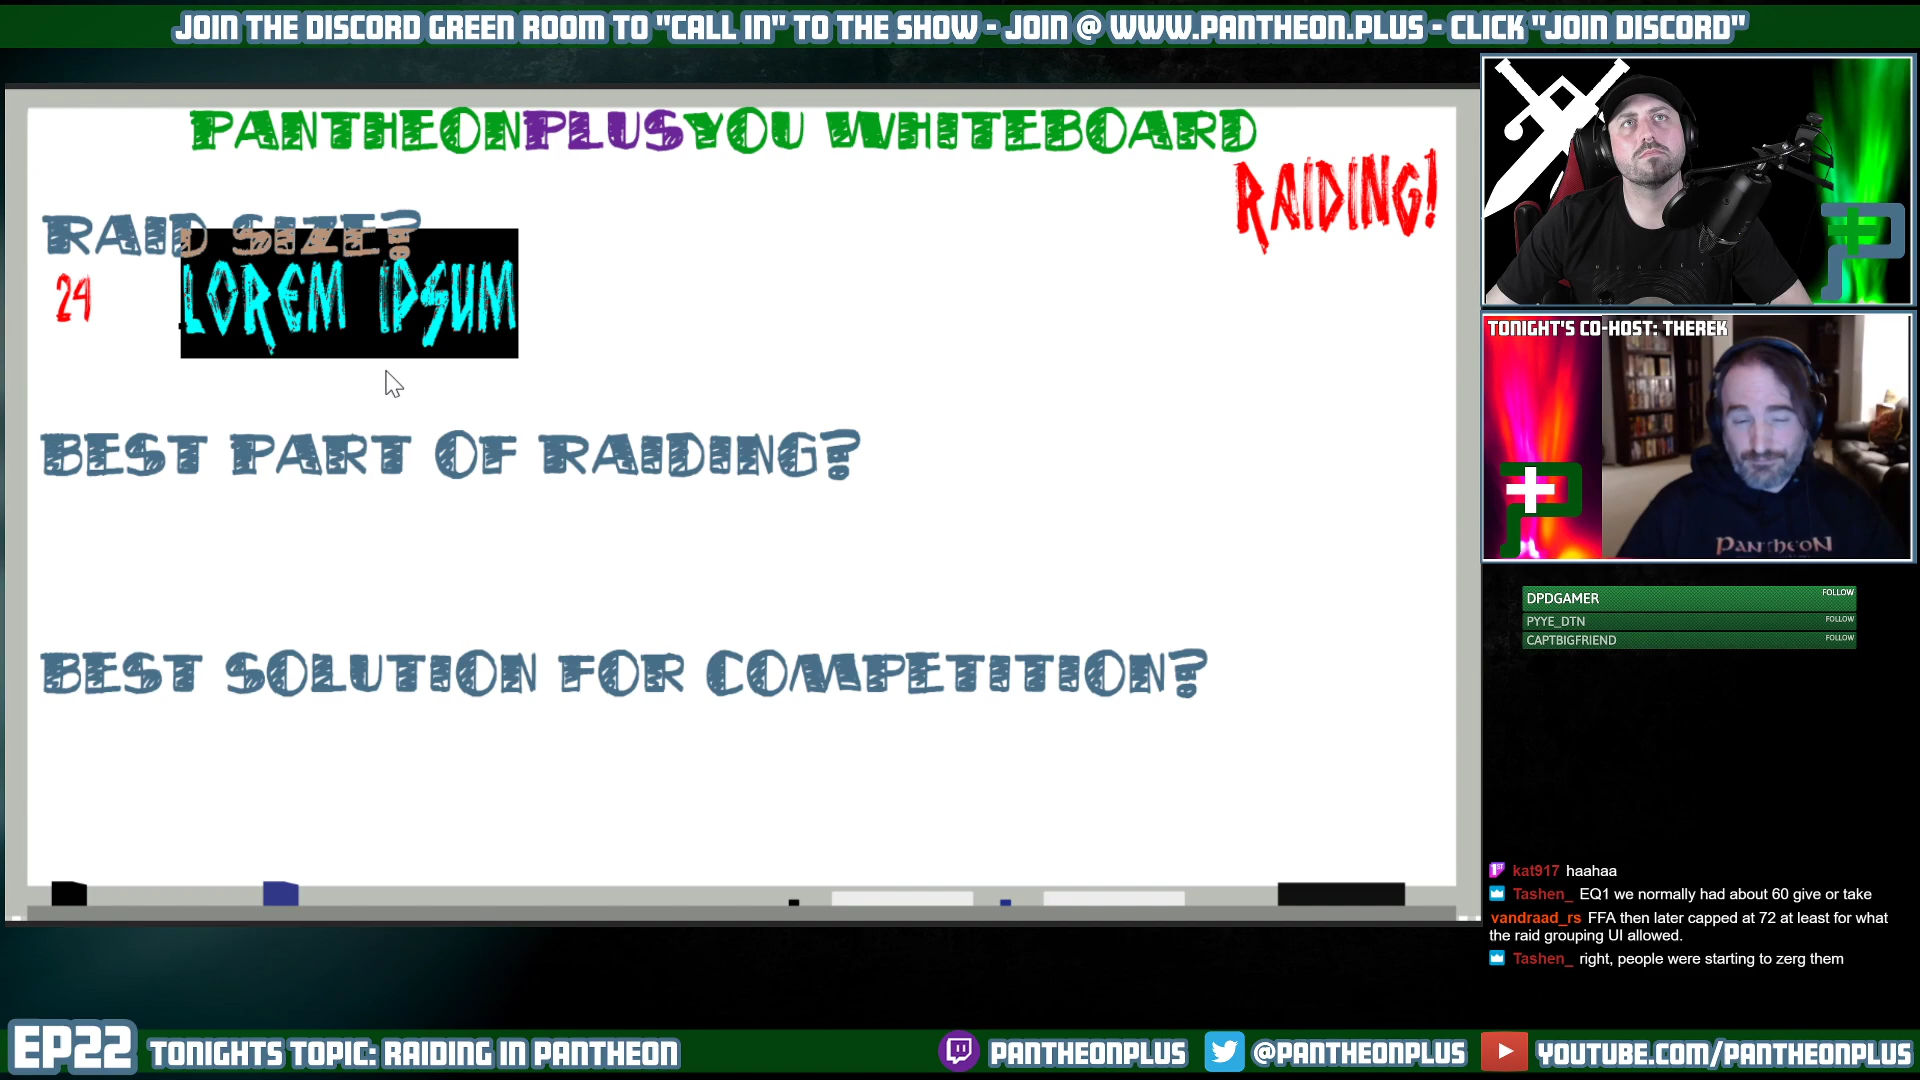 JOIN THE DISCORD GREEN ROOM TO "CALL IN" TO THE SHOW - JOIN @ WWW.PANTHEON.PLUS - CLICK "JOIN DISCORD"
PANTHEONPLUSYOU WHITEBOARD
RAIDING!
RAID SIZE?
24
LOREM IPSUM
BEST PART OF RAIDING?
BEST SOLUTION FOR COMPETITION?
TONIGHT'S CO-HOST: THEREK
PANTHEON
DPDGAMER FOLLOW
PYYE_DTN FOLLOW
CAPTBIGFRIEND FOLLOW
kat917 haahaa
Tashen_ EQ1 we normally had about 60 give or take
vandraad_rs FFA then later capped at 72 at least for what
the raid grouping UI allowed.
Tashen_ right, people were starting to zerg them
EP22 TONIGHTS TOPIC: RAIDING IN PANTHEON
PANTHEONPLUS
@PANTHEONPLUS
YOUTUBE.COM/PANTHEONPLUS